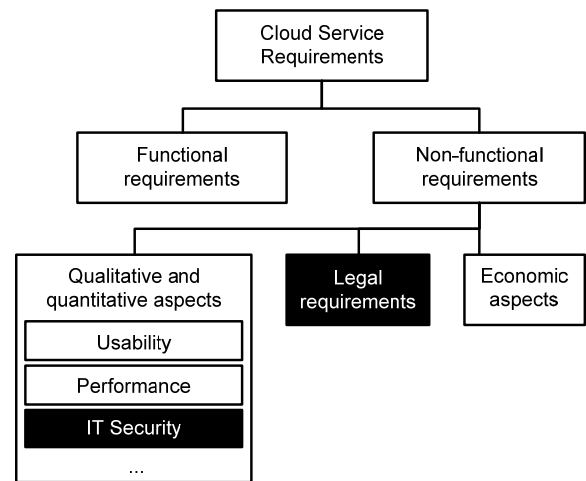 Cloud Service
Requirements
Functional
requirements
Non-functional
requirements
Qualitative and
quantitative aspects
Usability
Performance
IT Security
...
Legal
requirements
Economic
aspects